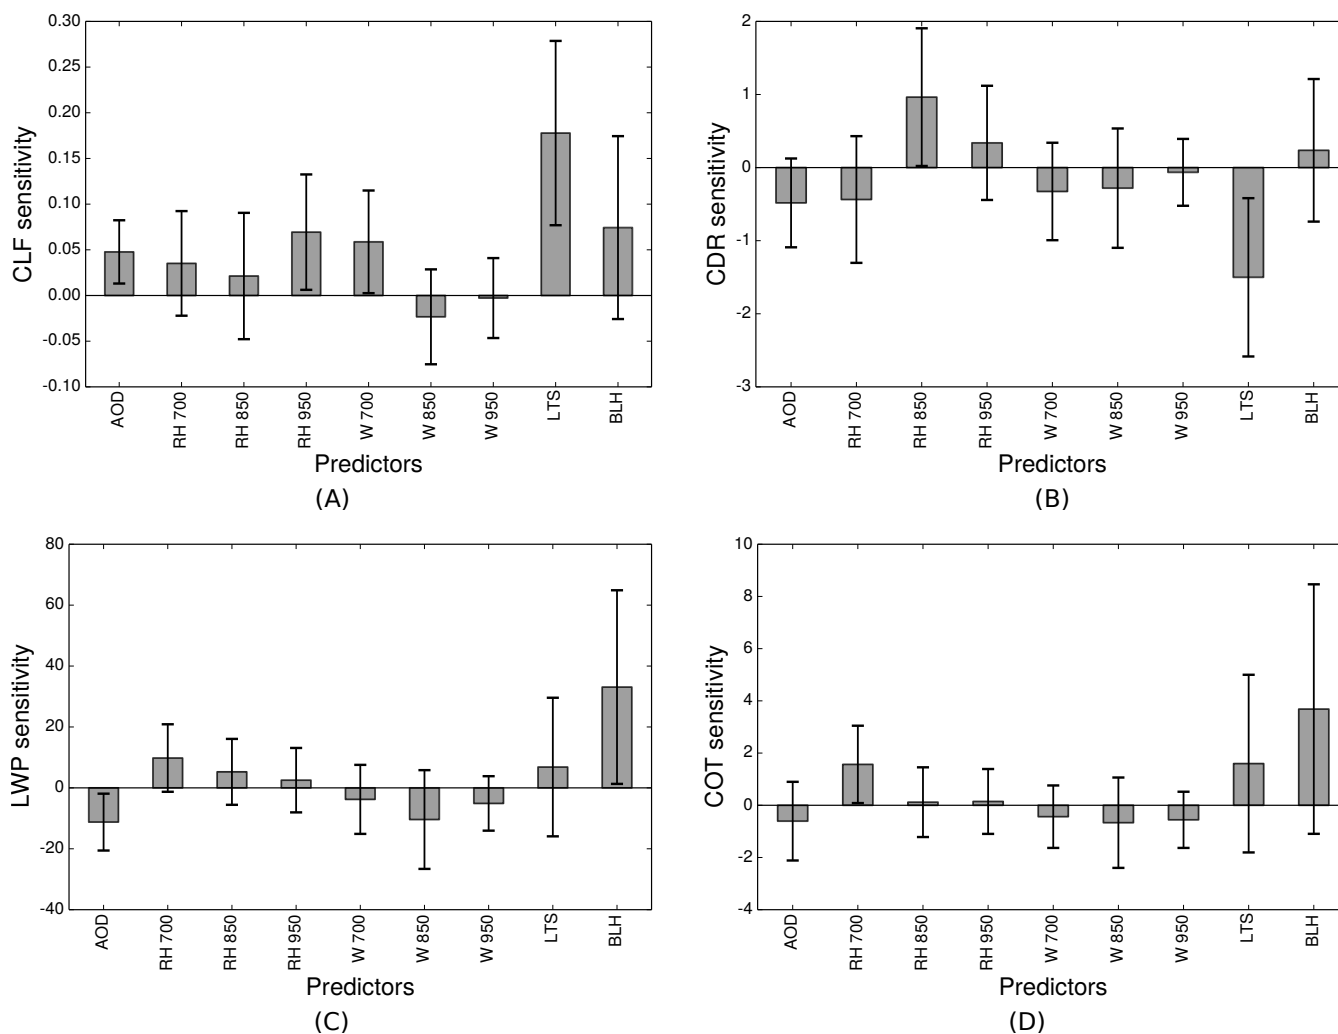 0.30
0.25
0.20
0.15
0.10
0.05
0.00
-0.05
-0.10
CLF sensitivity
AOD
RH 700
RH 850
RH 950
W 700
W 850
W 950
LTS
BLH
Predictors
(A)
2
1
0
-1
-2
-3
CDR sensitivity
AOD
RH 700
RH 850
RH 950
W 700
W 850
W 950
LTS
BLH
Predictors
(B)
80
60
40
20
0
-20
-40
LWP sensitivity
AOD
RH 700
RH 850
RH 950
W 700
W 850
W 950
LTS
BLH
Predictors
(C)
10
8
6
4
2
0
-2
-4
COT sensitivity
AOD
RH 700
RH 850
RH 950
W 700
W 850
W 950
LTS
BLH
Predictors
(D)